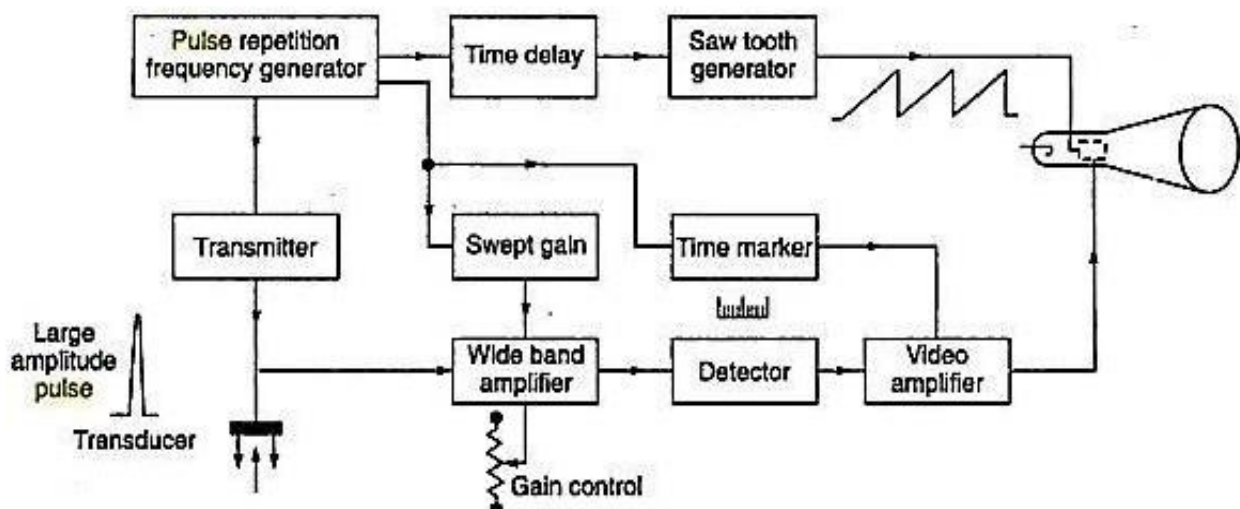 Pulse repetition
frequency generator
Time delay
Saw tooth
generator
Transmitter
Swept gain
Time marker
Large
amplitude
pulse
Wide band
amplifier
Detector
Video
amplifier
Transducer
Gain control